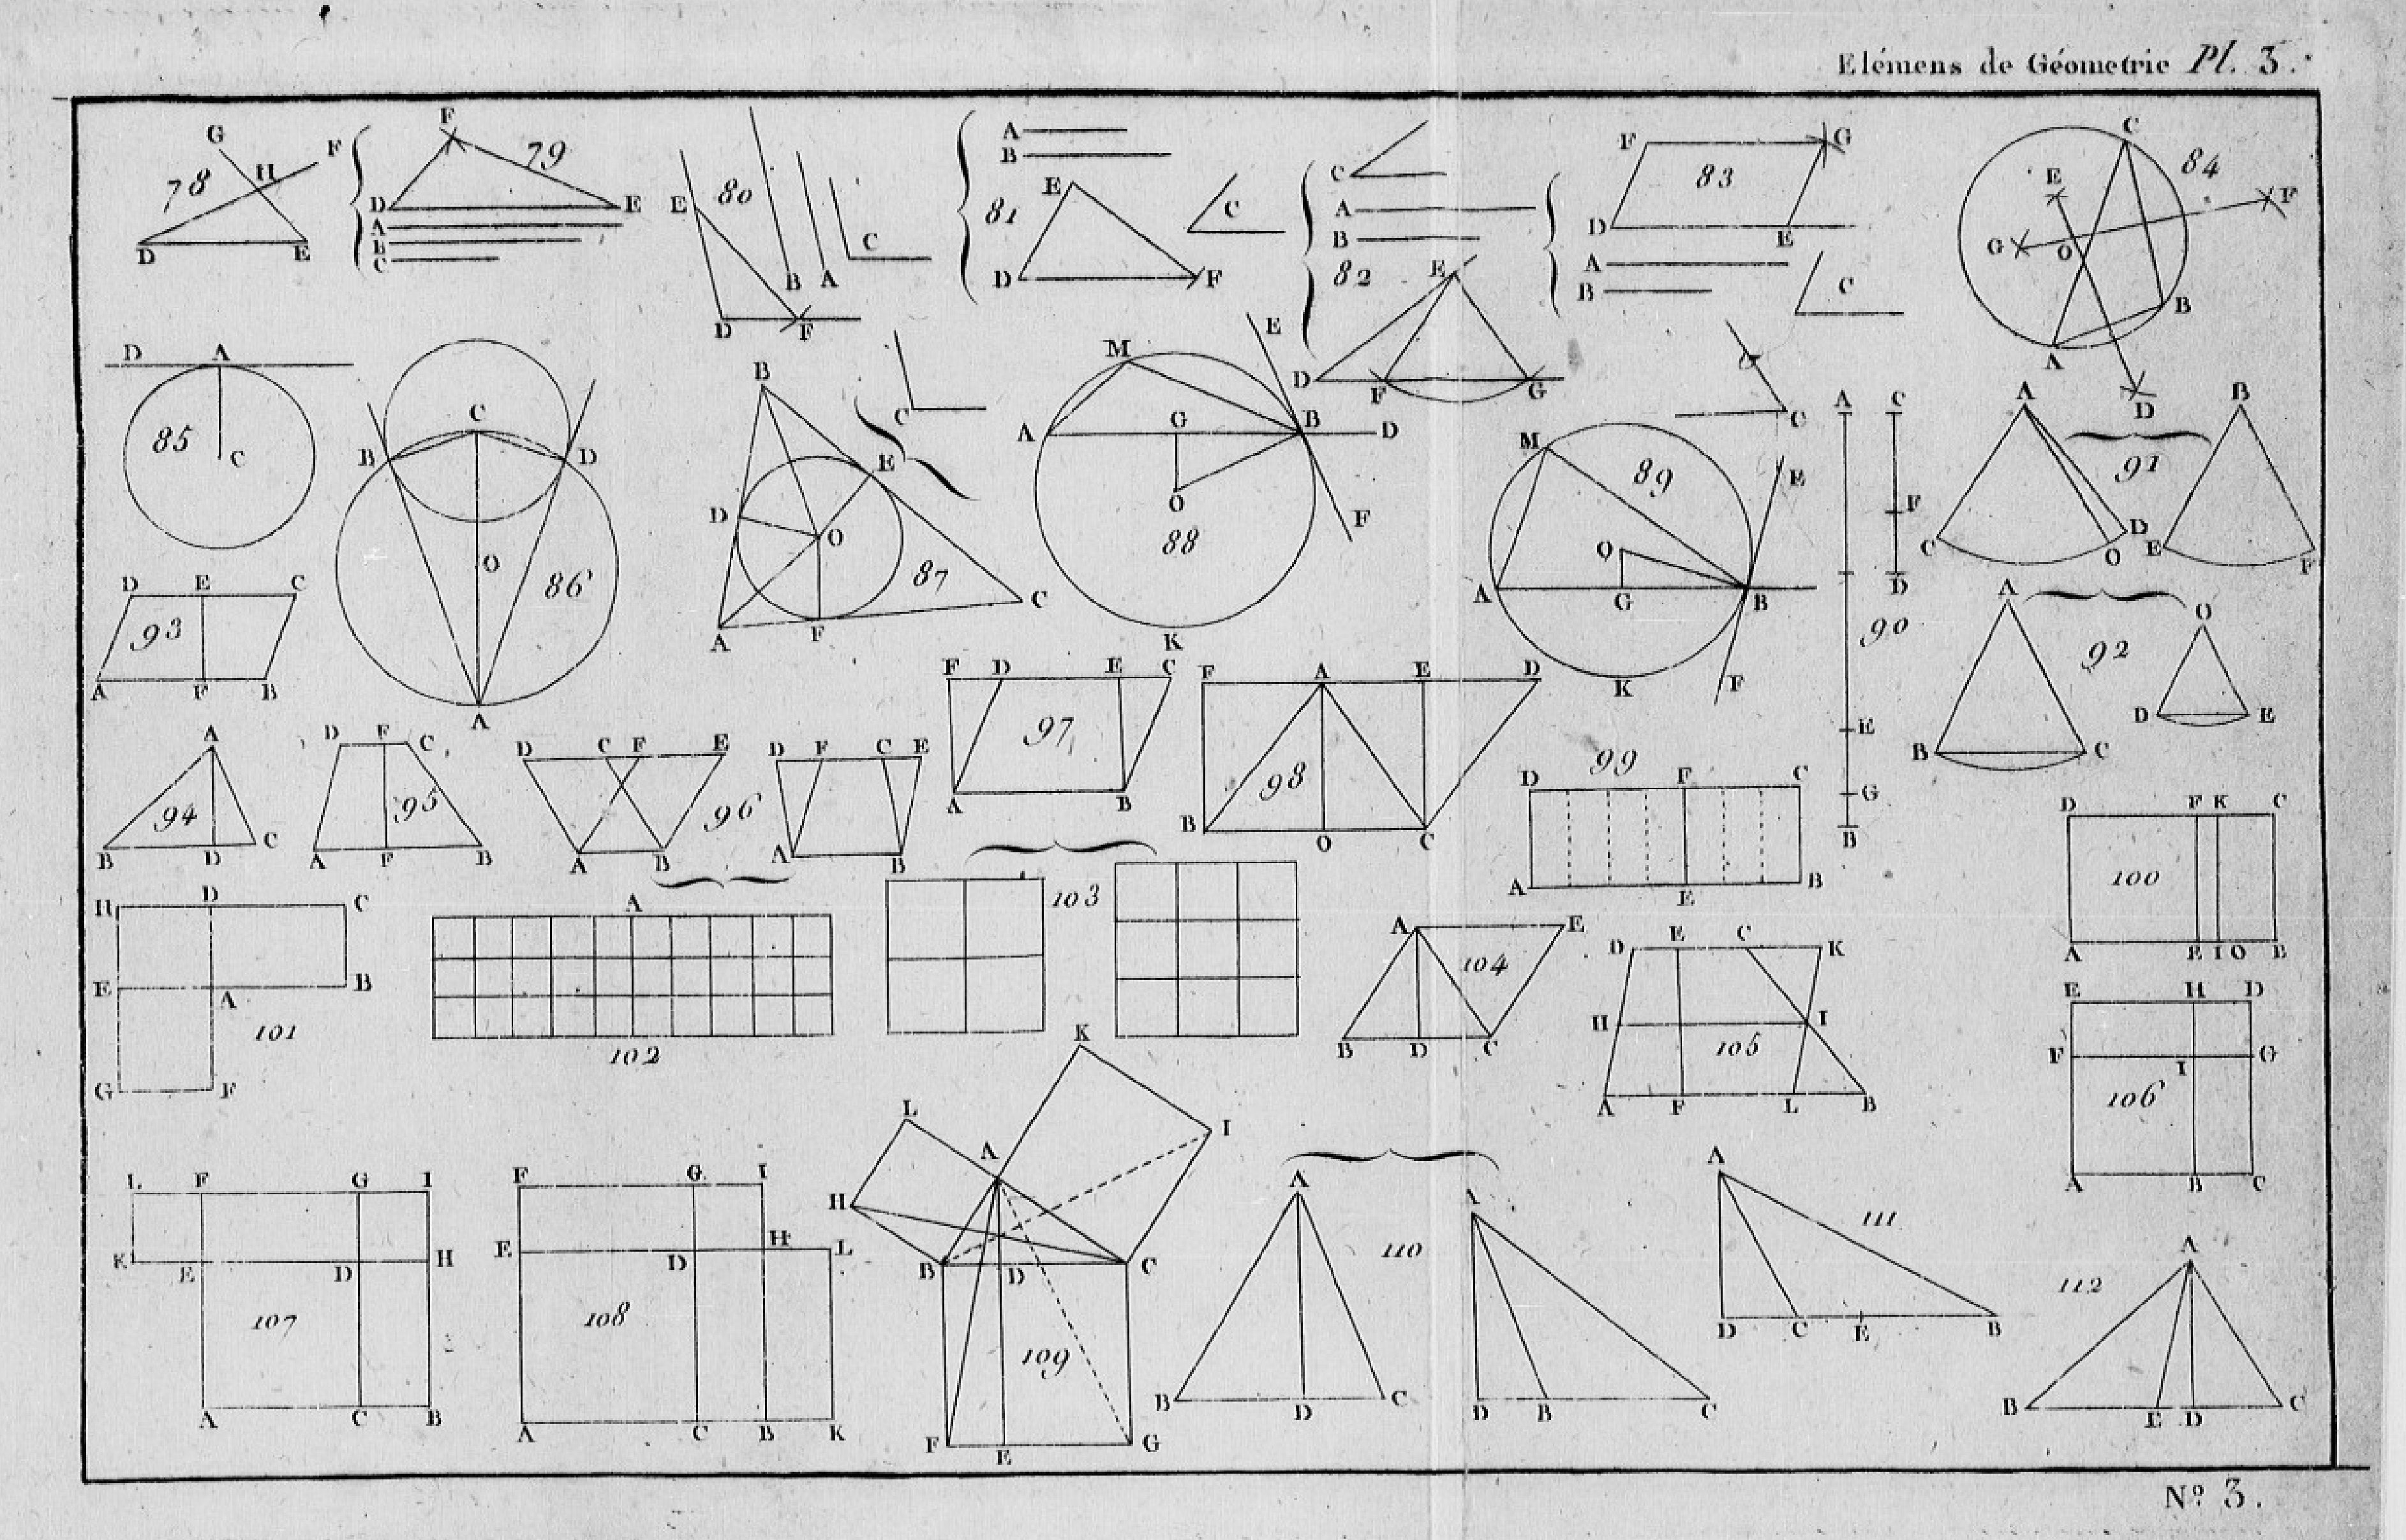 Elémens de Géometrie Pl. 3.
G F
H
78
D E
F
79
D E
A
B
C
E 80
C
B A
D F
A
B
E
81 C
D F
C
A
B
82 E
D F G
F G
83
D E
A
B C
C
84
E F
G O
B
A
D
D A
85 C
C
B D
O
86
A
B
C
E
D O
87 C
A F
M E
G B
A D
O
88 F
K
C
M
89 E
O
A G B
K F
A C
F
D
90
E
G
B
A B
91
C D E
O F
A O
92
D E
B C
D E C
93
A F B
A
94
B D C
D E C
95
A F B
D C F E
96
A B
D F C E
A B
F D E C
97
A B
F A E D
98
B O C
99
D F C
A E B
D F K C
100
A E I O B
H D C
E A B
101
G F
A
102
103
A E
104
B D C
D E C K
H I
105
A F L B
E H D
F G
I
106
A B C
L F G I
K E D H
107
A C B
F G I
E D H L
108
A C B K
K
L
A I
H
B D C
109
F E G
A
110
B D C
A
D B C
A
111
D C E B
A
112
B E D C
Nº 3.